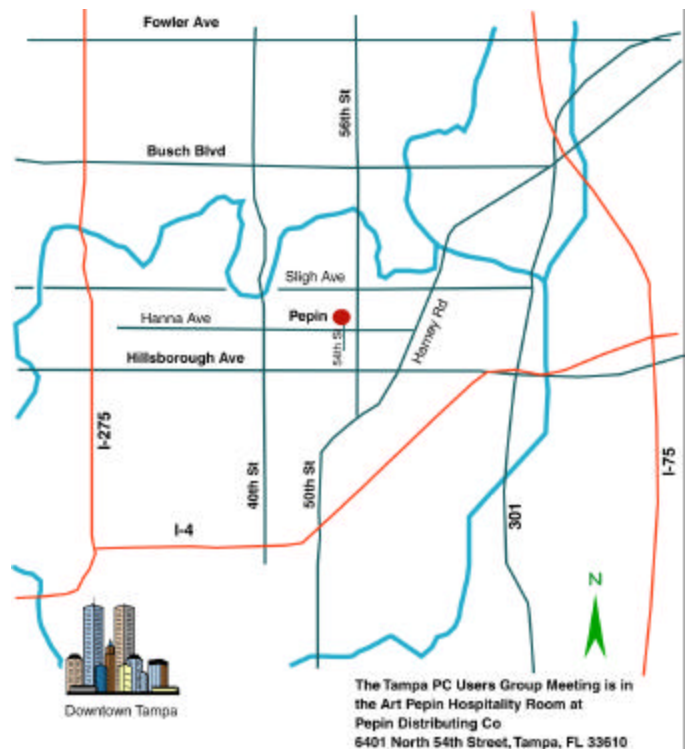 Fowler Ave
56th St
Busch Blvd
Sligh Ave
Hanna Ave
Pepin
54th St
Harney Rd
Hillsborough Ave
I-275
40th St
50th St
I-75
301
I-4
N
Downtown Tampa
The Tampa PC Users Group Meeting is in
the Art Pepin Hospitality Room at
Pepin Distributing Co
6401 North 54th Street, Tampa, FL 33610